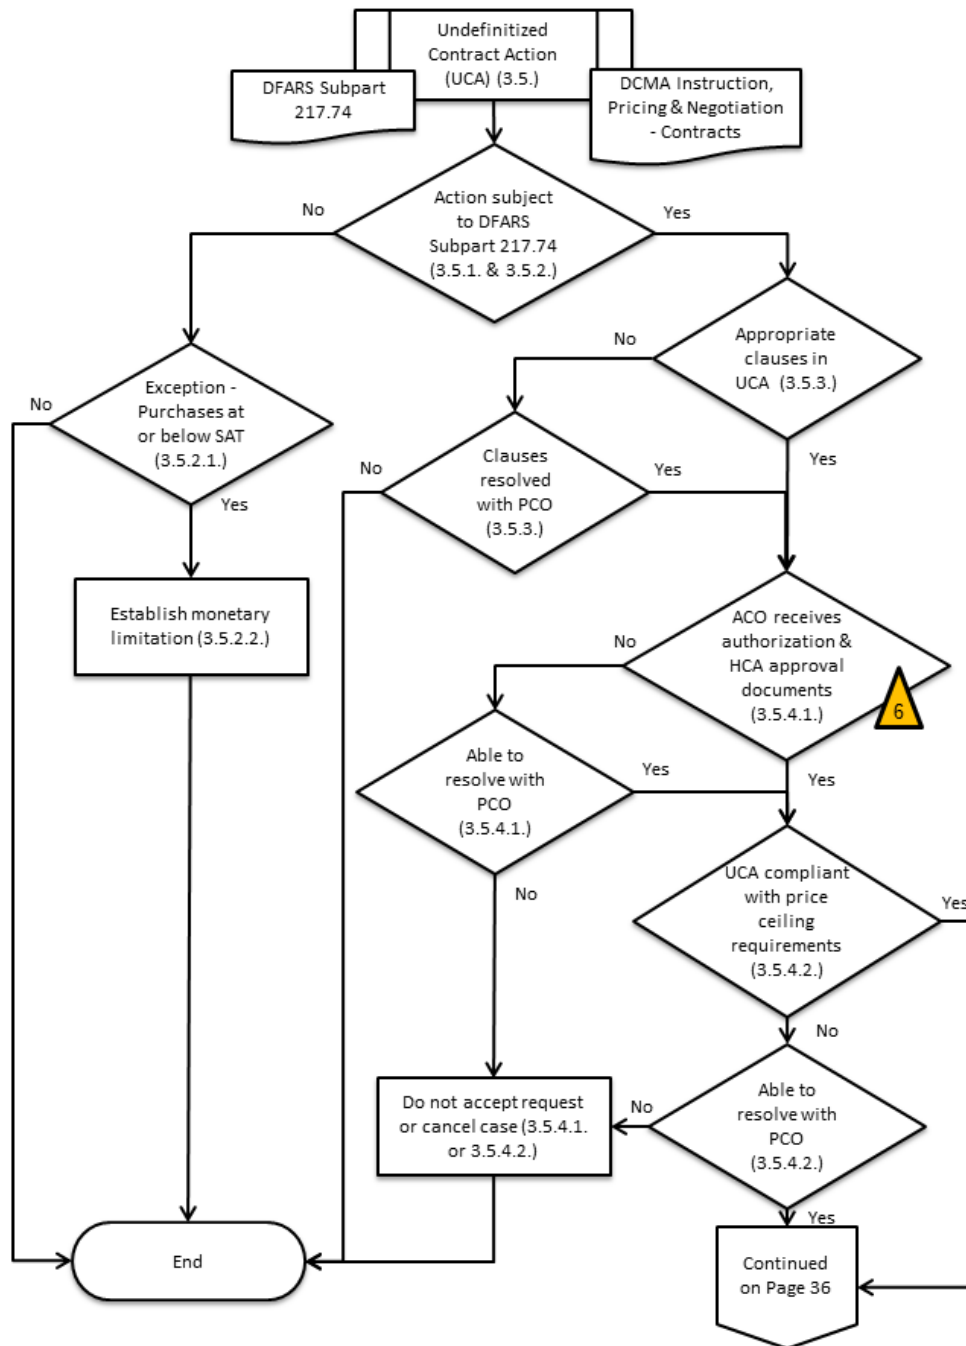 Undefinitized
Contract Action
(UCA) (3.5.)
DFARS Subpart
217.74
DCMA Instruction,
Pricing & Negotiation
- Contracts
No
Action subject
to DFARS
Subpart 217.74
(3.5.1. & 3.5.2.)
Yes
No
Appropriate
clauses in
UCA (3.5.3.)
No
Exception -
Purchases at
or below SAT
(3.5.2.1.)
Yes
No
Clauses
resolved
with PCO
(3.5.3.)
Yes
Yes
Establish monetary
limitation (3.5.2.2.)
No
ACO receives
authorization &
HCA approval
documents
(3.5.4.1.)
6
Able to
resolve with
PCO
(3.5.4.1.)
Yes
Yes
No
UCA compliant
with price
ceiling
requirements
(3.5.4.2.)
Yes
No
Do not accept request
or cancel case (3.5.4.1.
or 3.5.4.2.)
No
Able to
resolve with
PCO
(3.5.4.2.)
Yes
End
Continued
on Page 36